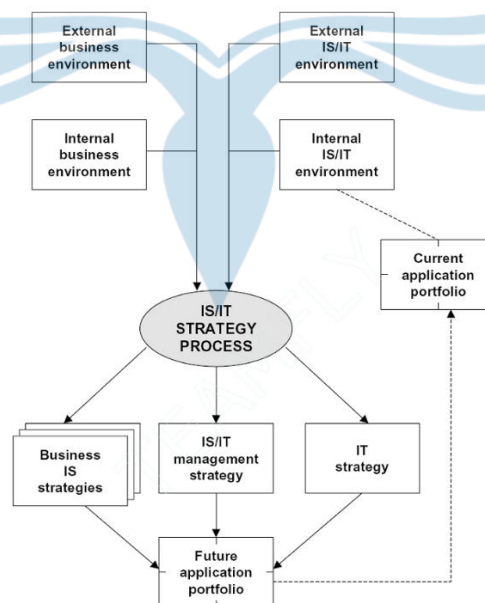 External
business
environment
External
IS/IT
environment
Internal
business
environment
Internal
IS/IT
environment
Current
application
portfolio
IS/IT
STRATEGY
PROCESS
Business
IS
strategies
IS/IT
management
strategy
IT
strategy
Future
application
portfolio
TEAMFLY